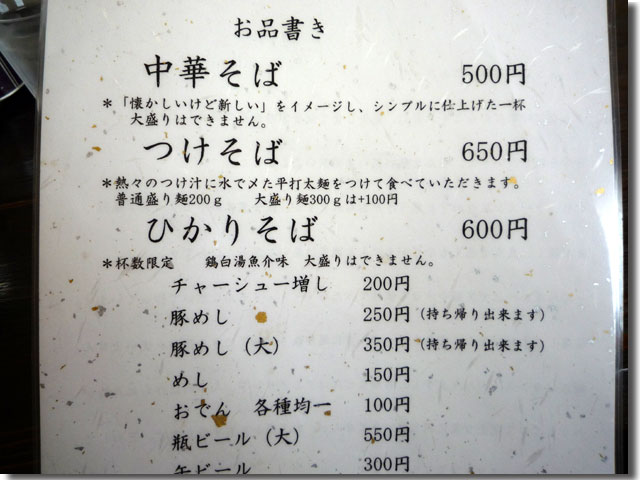 お品書き
中華そば 500円
＊「懐かしいけど新しい」をイメージし、シンプルに仕上げた一杯
大盛りはできません。
つけそば 650円
＊熱々のつけ汁に水で〆た平打太麺をつけて食べていただきます。
普通盛り麺200ｇ 大盛り麺300ｇは+100円
ひかりそば 600円
＊杯数限定 鶏白湯魚介味 大盛りはできません。
チャーシュー増し 200円
豚めし 250円（持ち帰り出来ます）
豚めし（大） 350円（持ち帰り出来ます）
めし 150円
おでん 各種均一 100円
瓶ビール（大） 550円
缶ビール 300円